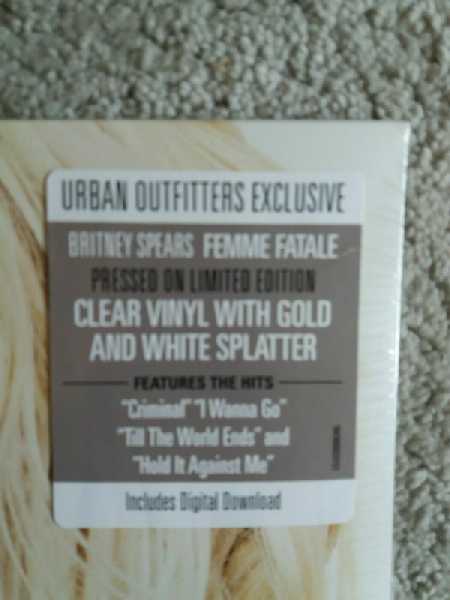 URBAN OUTFITTERS EXCLUSIVE
BRITNEY SPEARS FEMME FATALE
PRESSED ON LIMITED EDITION
CLEAR VINYL WITH GOLD
AND WHITE SPLATTER
FEATURES THE HITS
"Criminal" "I Wanna Go"
"Till The World Ends" and
"Hold It Against Me"
Includes Digital Download